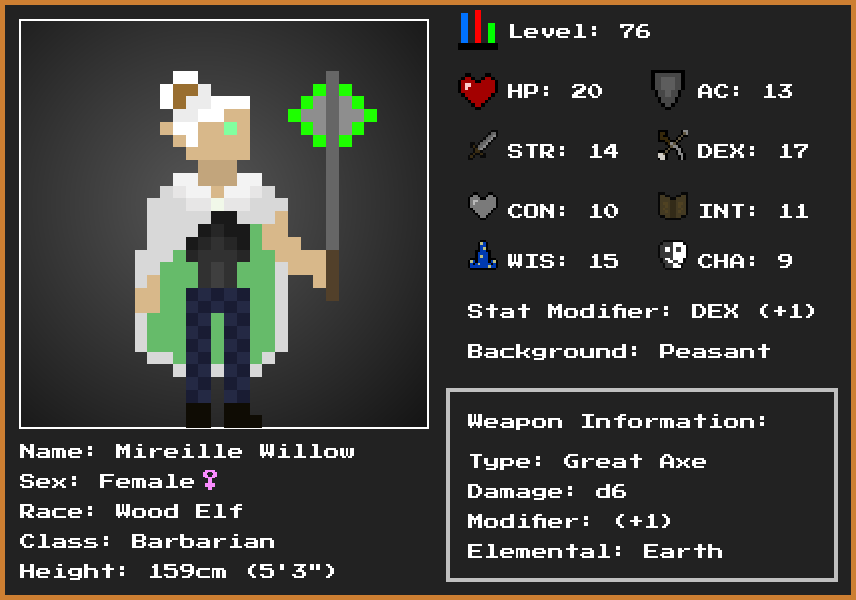 Level: 76
HP: 20 AC: 13
STR: 14 DEX: 17
CON: 10 INT: 11
WIS: 15 CHA: 9
Stat Modifier: DEX (+1)
Background: Peasant
Weapon Information:
Type: Great Axe
Damage: d6
Modifier: (+1)
Elemental: Earth
Name: Mireille Willow
Sex: Female♀
Race: Wood Elf
Class: Barbarian
Height: 159cm (5'3")